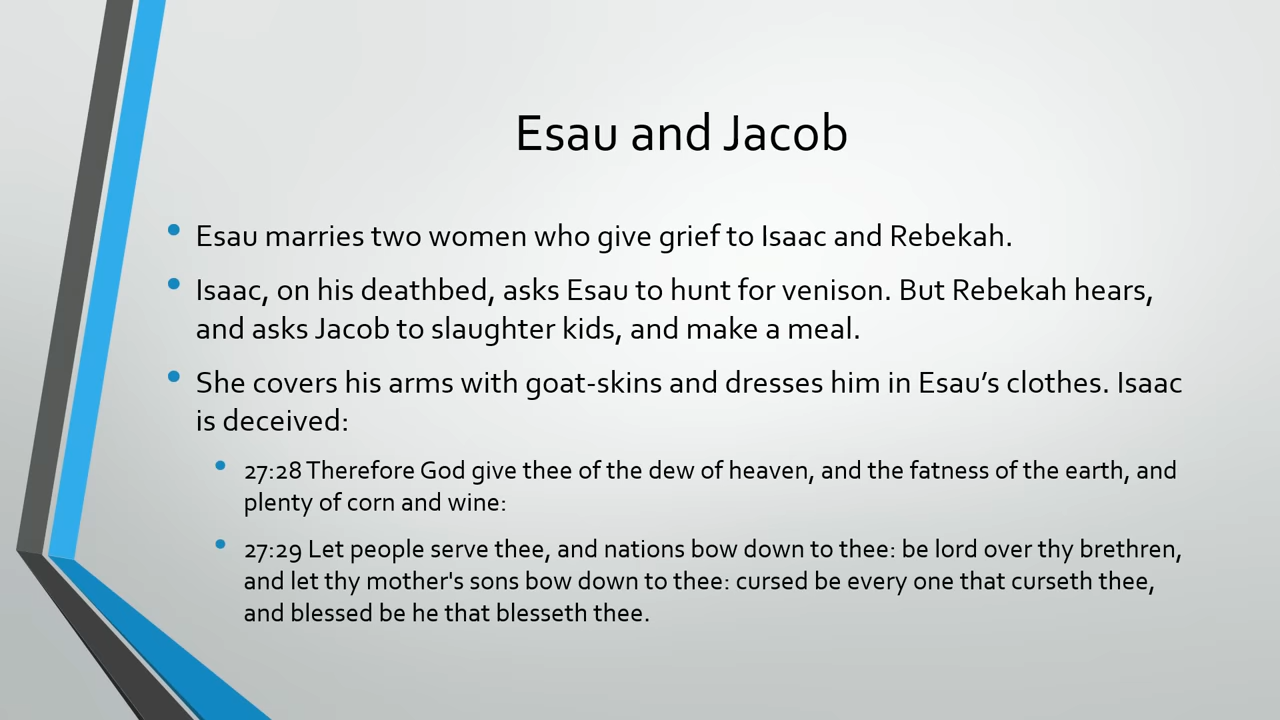 Esau and Jacob
• Esau marries two women who give grief to Isaac and Rebekah.
• Isaac, on his deathbed, asks Esau to hunt for venison. But Rebekah hears,
and asks Jacob to slaughter kids, and make a meal.
• She covers his arms with goat-skins and dresses him in Esau’s clothes. Isaac
is deceived:
• 27:28 Therefore God give thee of the dew of heaven, and the fatness of the earth, and
plenty of corn and wine:
• 27:29 Let people serve thee, and nations bow down to thee: be lord over thy brethren,
and let thy mother's sons bow down to thee: cursed be every one that curseth thee,
and blessed be he that blesseth thee.